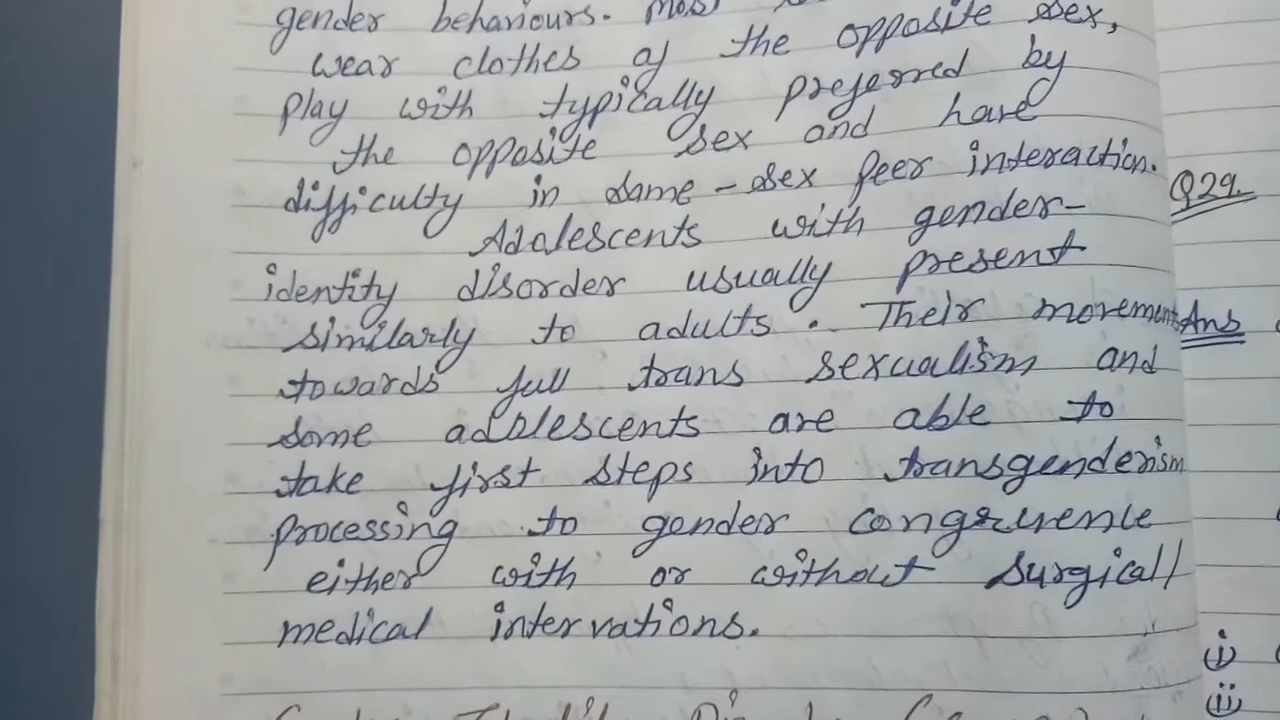 gender behaviours. Most
wear clothes of the opposite sex,
play with typically preferred by
the opposite sex and have
difficulty in same-sex peer interaction.
Adolescents with gender-
identity disorder usually present
similarly to adults. Their movement
towards full trans sexualism and
some adolescents are able to
take first steps into transgenderism
processing to gender congruence
either with or without surgical/
medical intervations.
Q29.
Ans
(i)
(ii)